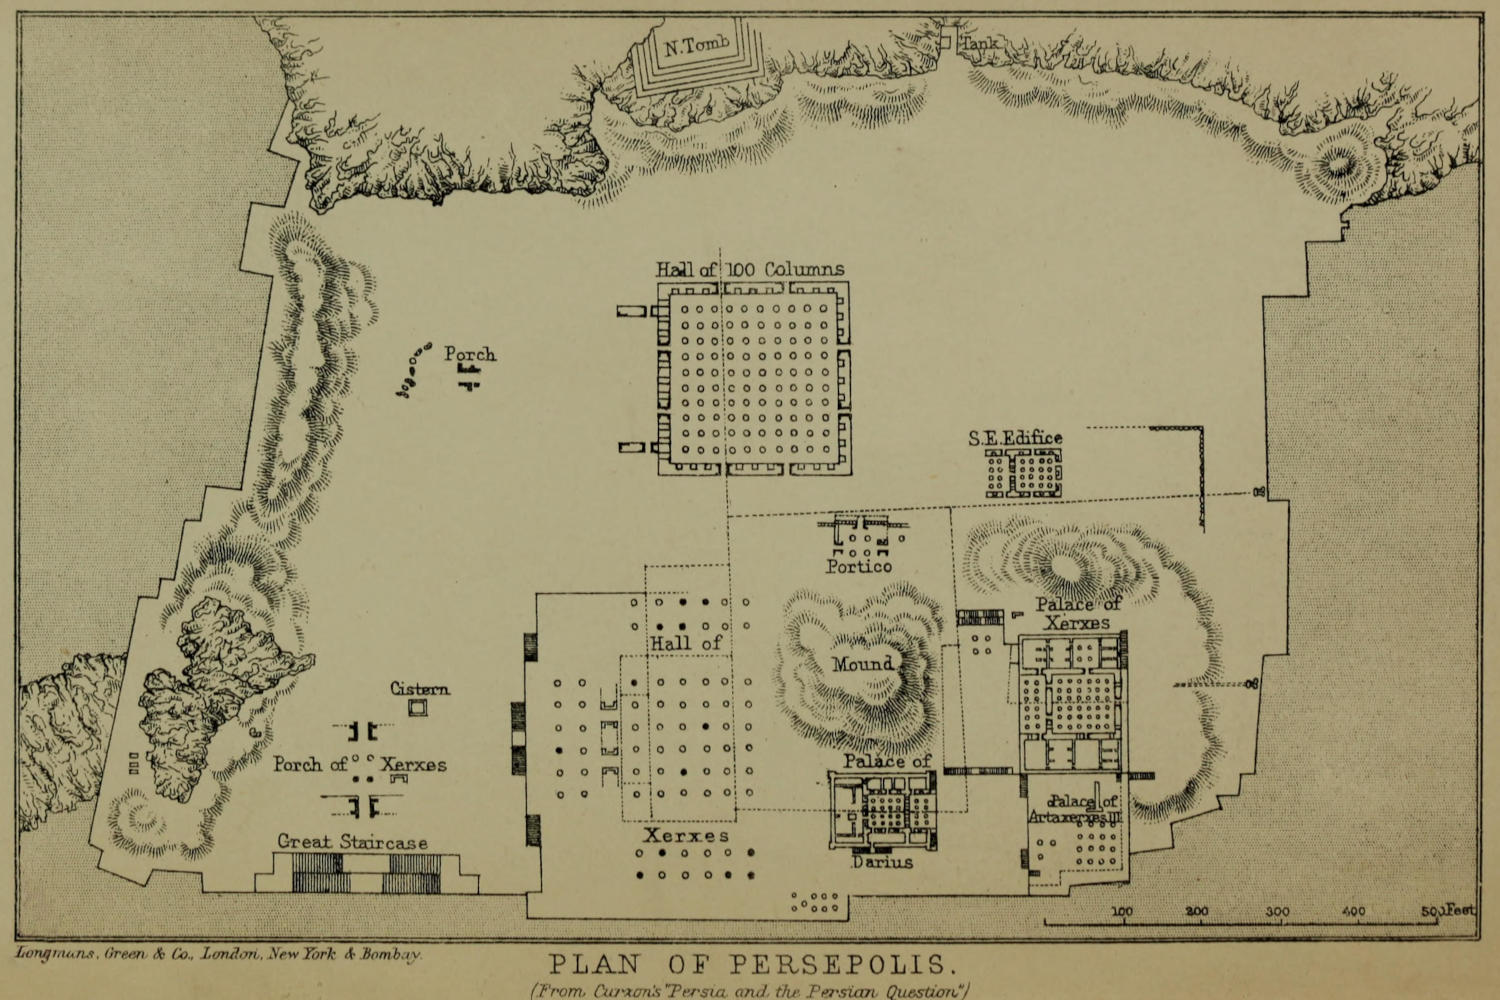 N. Tomb
Tank
Hall of 100 Columns
Porch
S.E. Edifice
Portico
Palace of
Xerxes
Hall of
Mound
Cistern
Porch of Xerxes
Palace of
Palace of
Artaxerxes III
Xerxes
Great Staircase
Darius
100 200 300 400 500 Feet
Longmans, Green & Co., London, New York & Bombay.
PLAN OF PERSEPOLIS.
(From Curzon's "Persia and the Persian Question")